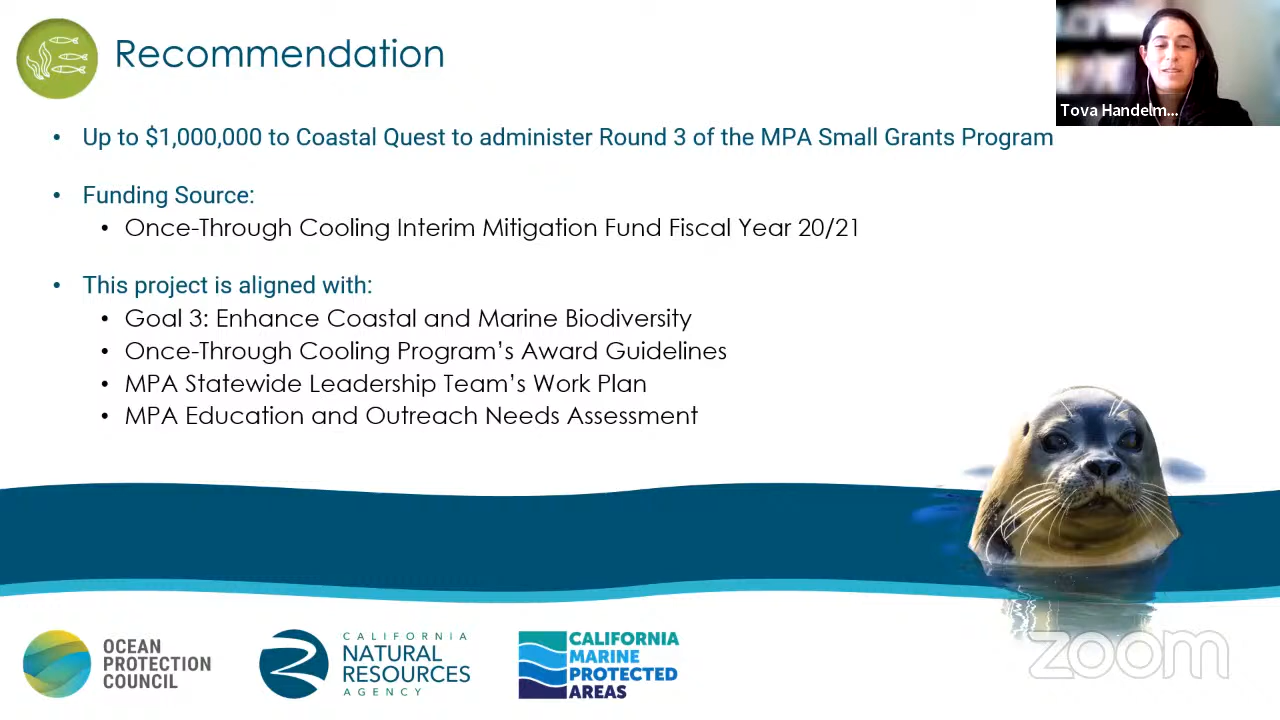 Recommendation
Tova Handelm...
• Up to $1,000,000 to Coastal Quest to administer Round 3 of the MPA Small Grants Program
• Funding Source:
• Once-Through Cooling Interim Mitigation Fund Fiscal Year 20/21
• This project is aligned with:
• Goal 3: Enhance Coastal and Marine Biodiversity
• Once-Through Cooling Program's Award Guidelines
• MPA Statewide Leadership Team's Work Plan
• MPA Education and Outreach Needs Assessment
OCEAN
PROTECTION
COUNCIL
CALIFORNIA
NATURAL
RESOURCES
AGENCY
CALIFORNIA
MARINE
PROTECTED
AREAS
zoom